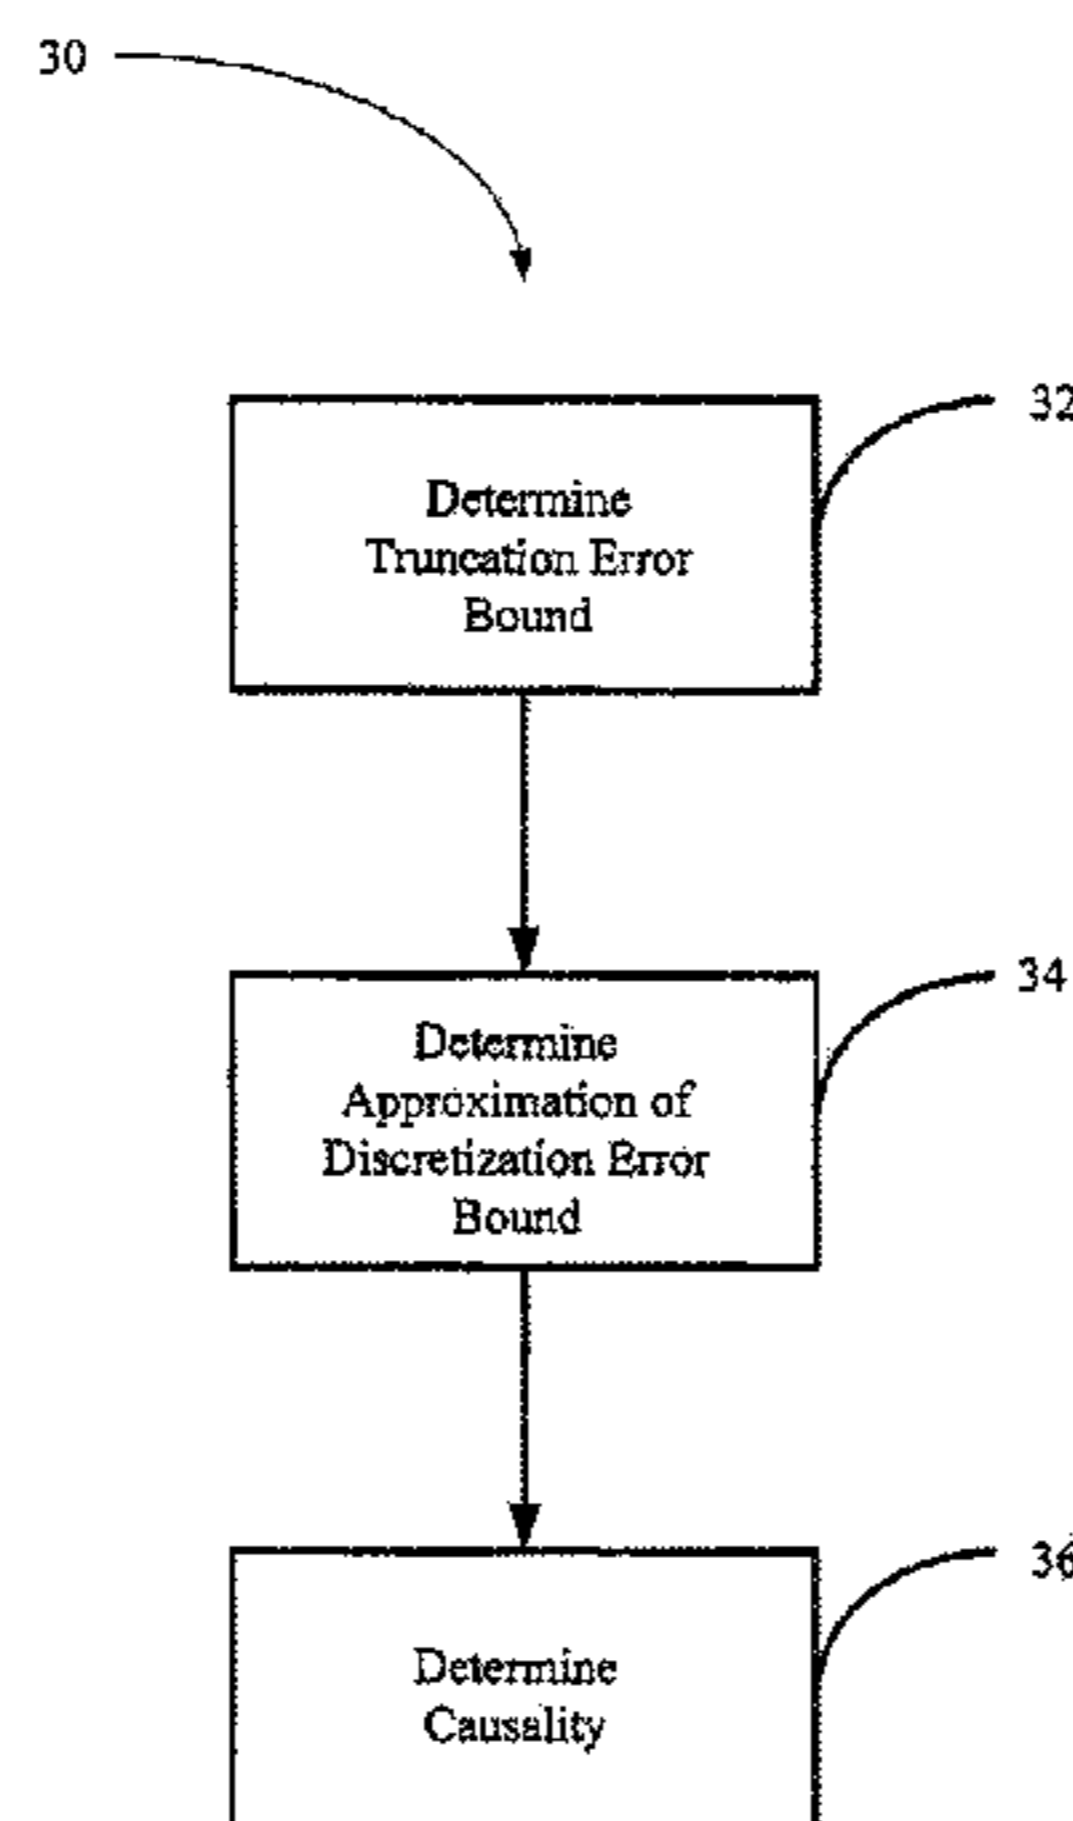 30
32
Determine
Truncation Error
Bound
34
Determine
Approximation of
Discretization Error
Bound
36
Determine
Causality